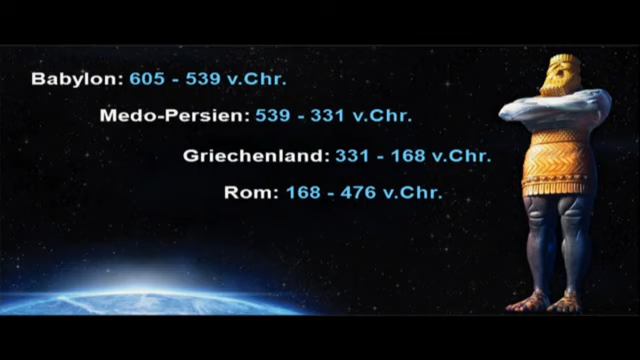 Babylon: 605 - 539 v.Chr.
Medo-Persien: 539 - 331 v.Chr.
Griechenland: 331 - 168 v.Chr.
Rom: 168 - 476 v.Chr.